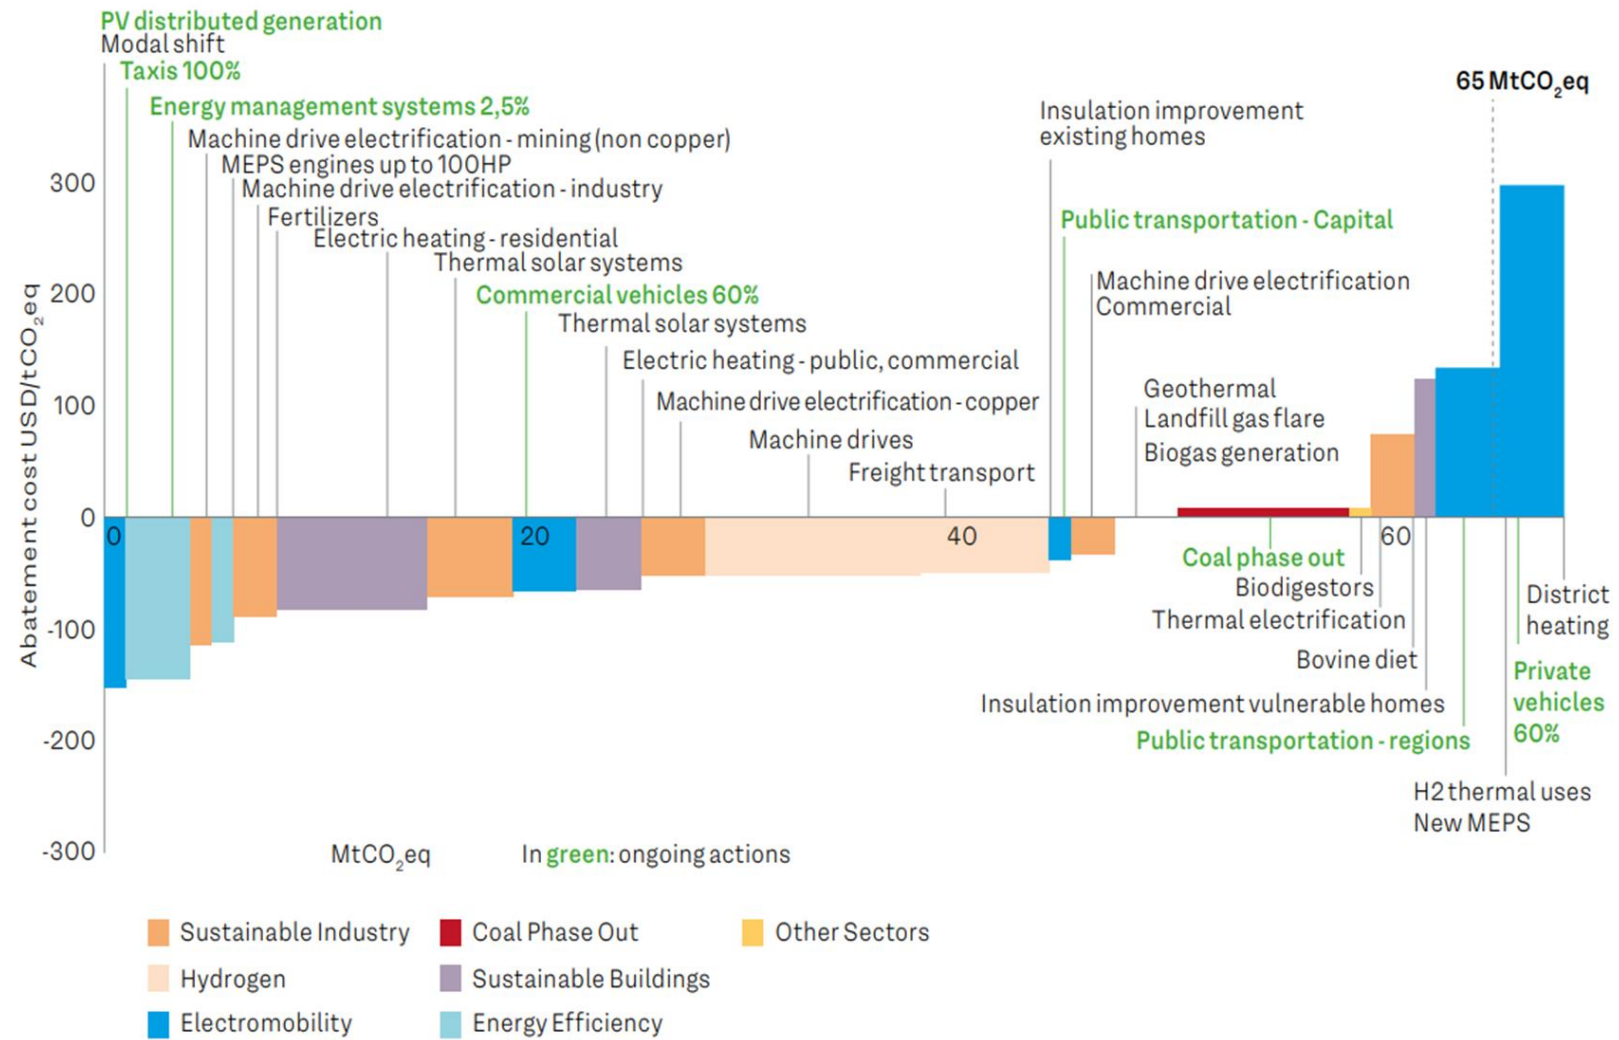 PV distributed generation
Modal shift
Taxis 100%
Energy management systems 2,5%
Machine drive electrification - mining (non copper)
MEPS engines up to 100HP
Machine drive electrification - industry
Fertilizers
Electric heating - residential
Thermal solar systems
Commercial vehicles 60%
Thermal solar systems
Electric heating - public, commercial
Machine drive electrification - copper
Machine drives
Freight transport
Insulation improvement
existing homes
Public transportation - Capital
Machine drive electrification
Commercial
Geothermal
Landfill gas flare
Biogas generation
65 MtCO2eq
Abatement cost USD/tCO2eq
300
200
100
0
-100
-200
-300
0
20
40
60
Coal phase out
Biodigestors
Thermal electrification
Bovine diet
Insulation improvement vulnerable homes
Public transportation - regions
District
heating
Private
vehicles
60%
H2 thermal uses
New MEPS
MtCO2eq
In green: ongoing actions
Sustainable Industry
Coal Phase Out
Other Sectors
Hydrogen
Sustainable Buildings
Electromobility
Energy Efficiency